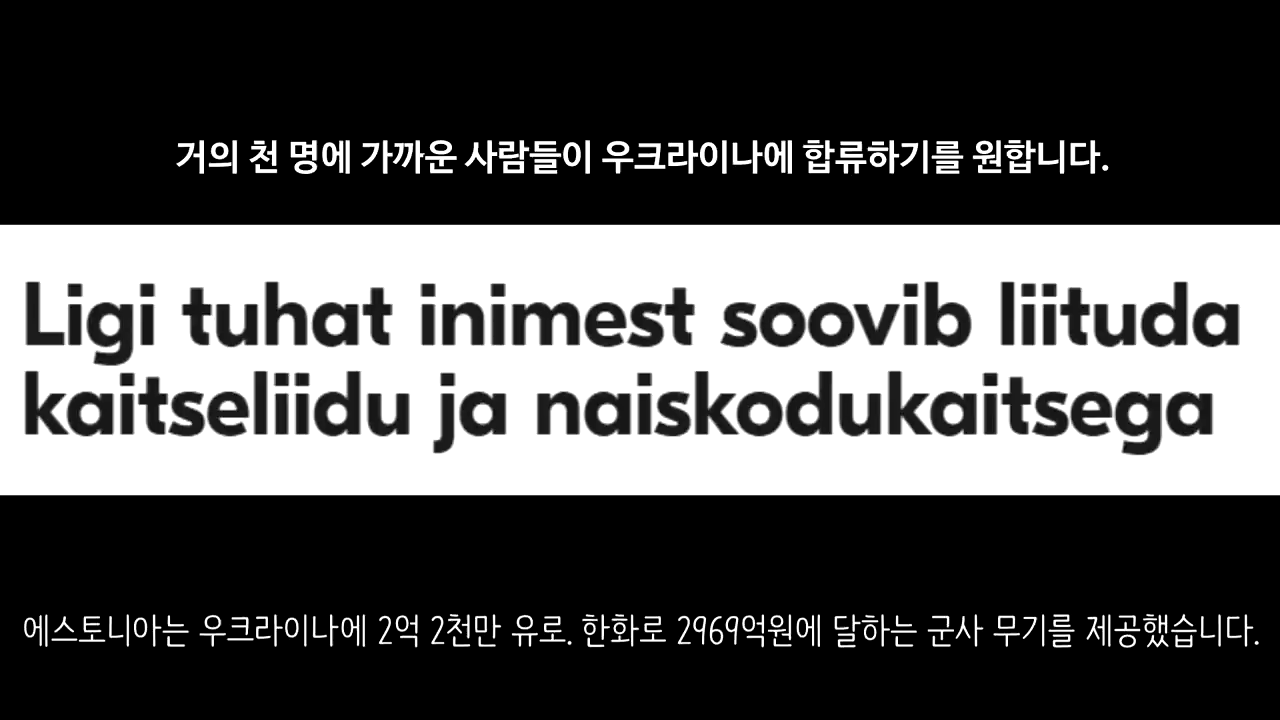 거의 천 명에 가까운 사람들이 우크라이나에 합류하기를 원합니다.
Ligi tuhat inimest soovib liituda
kaitseliidu ja naiskodukaitsega
에스토니아는 우크라이나에 2억 2천만 유로. 한화로 2969억원에 달하는 군사 무기를 제공했습니다.